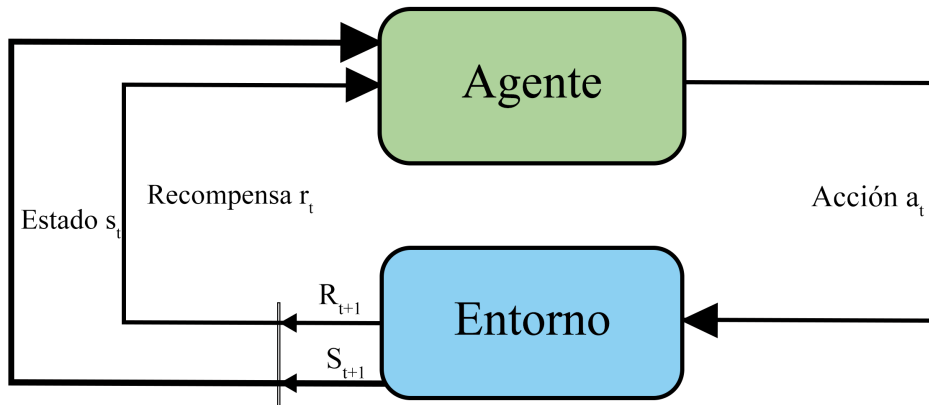 Agente
Recompensa rₜ
Acción aₜ
Estado sₜ
Rₜ₊₁
Entorno
Sₜ₊₁